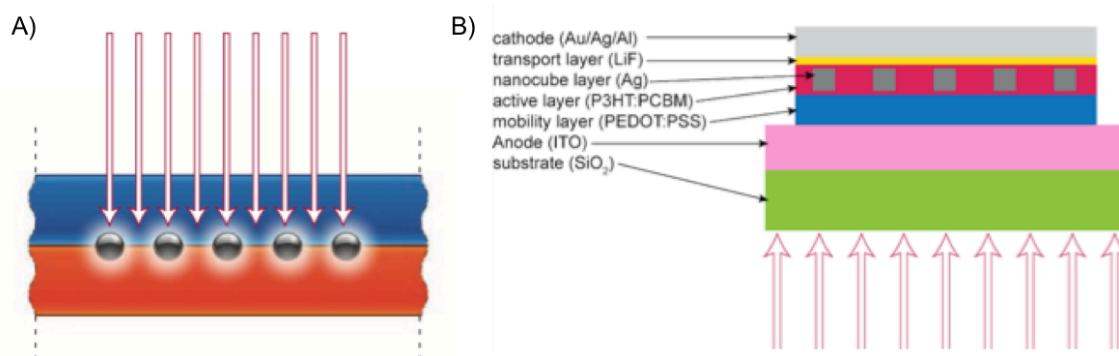 A)
B)
cathode (Au/Ag/Al)
transport layer (LiF)
nanocube layer (Ag)
active layer (P3HT:PCBM)
mobility layer (PEDOT:PSS)
Anode (ITO)
substrate (SiO₂)